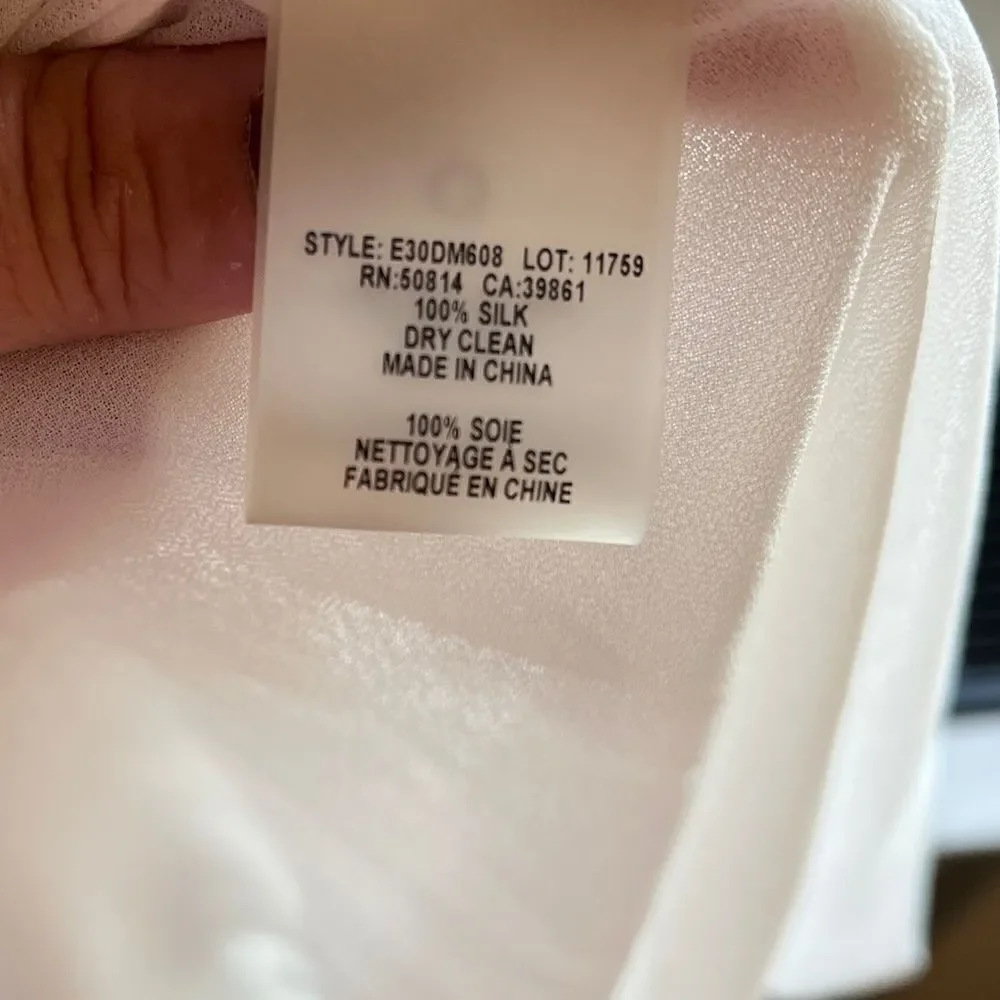 STYLE: E30DM608 LOT: 11759
RN:50814 CA:39861
100% SILK
DRY CLEAN
MADE IN CHINA
100% SOIE
NETTOYAGE À SEC
FABRIQUÉ EN CHINE